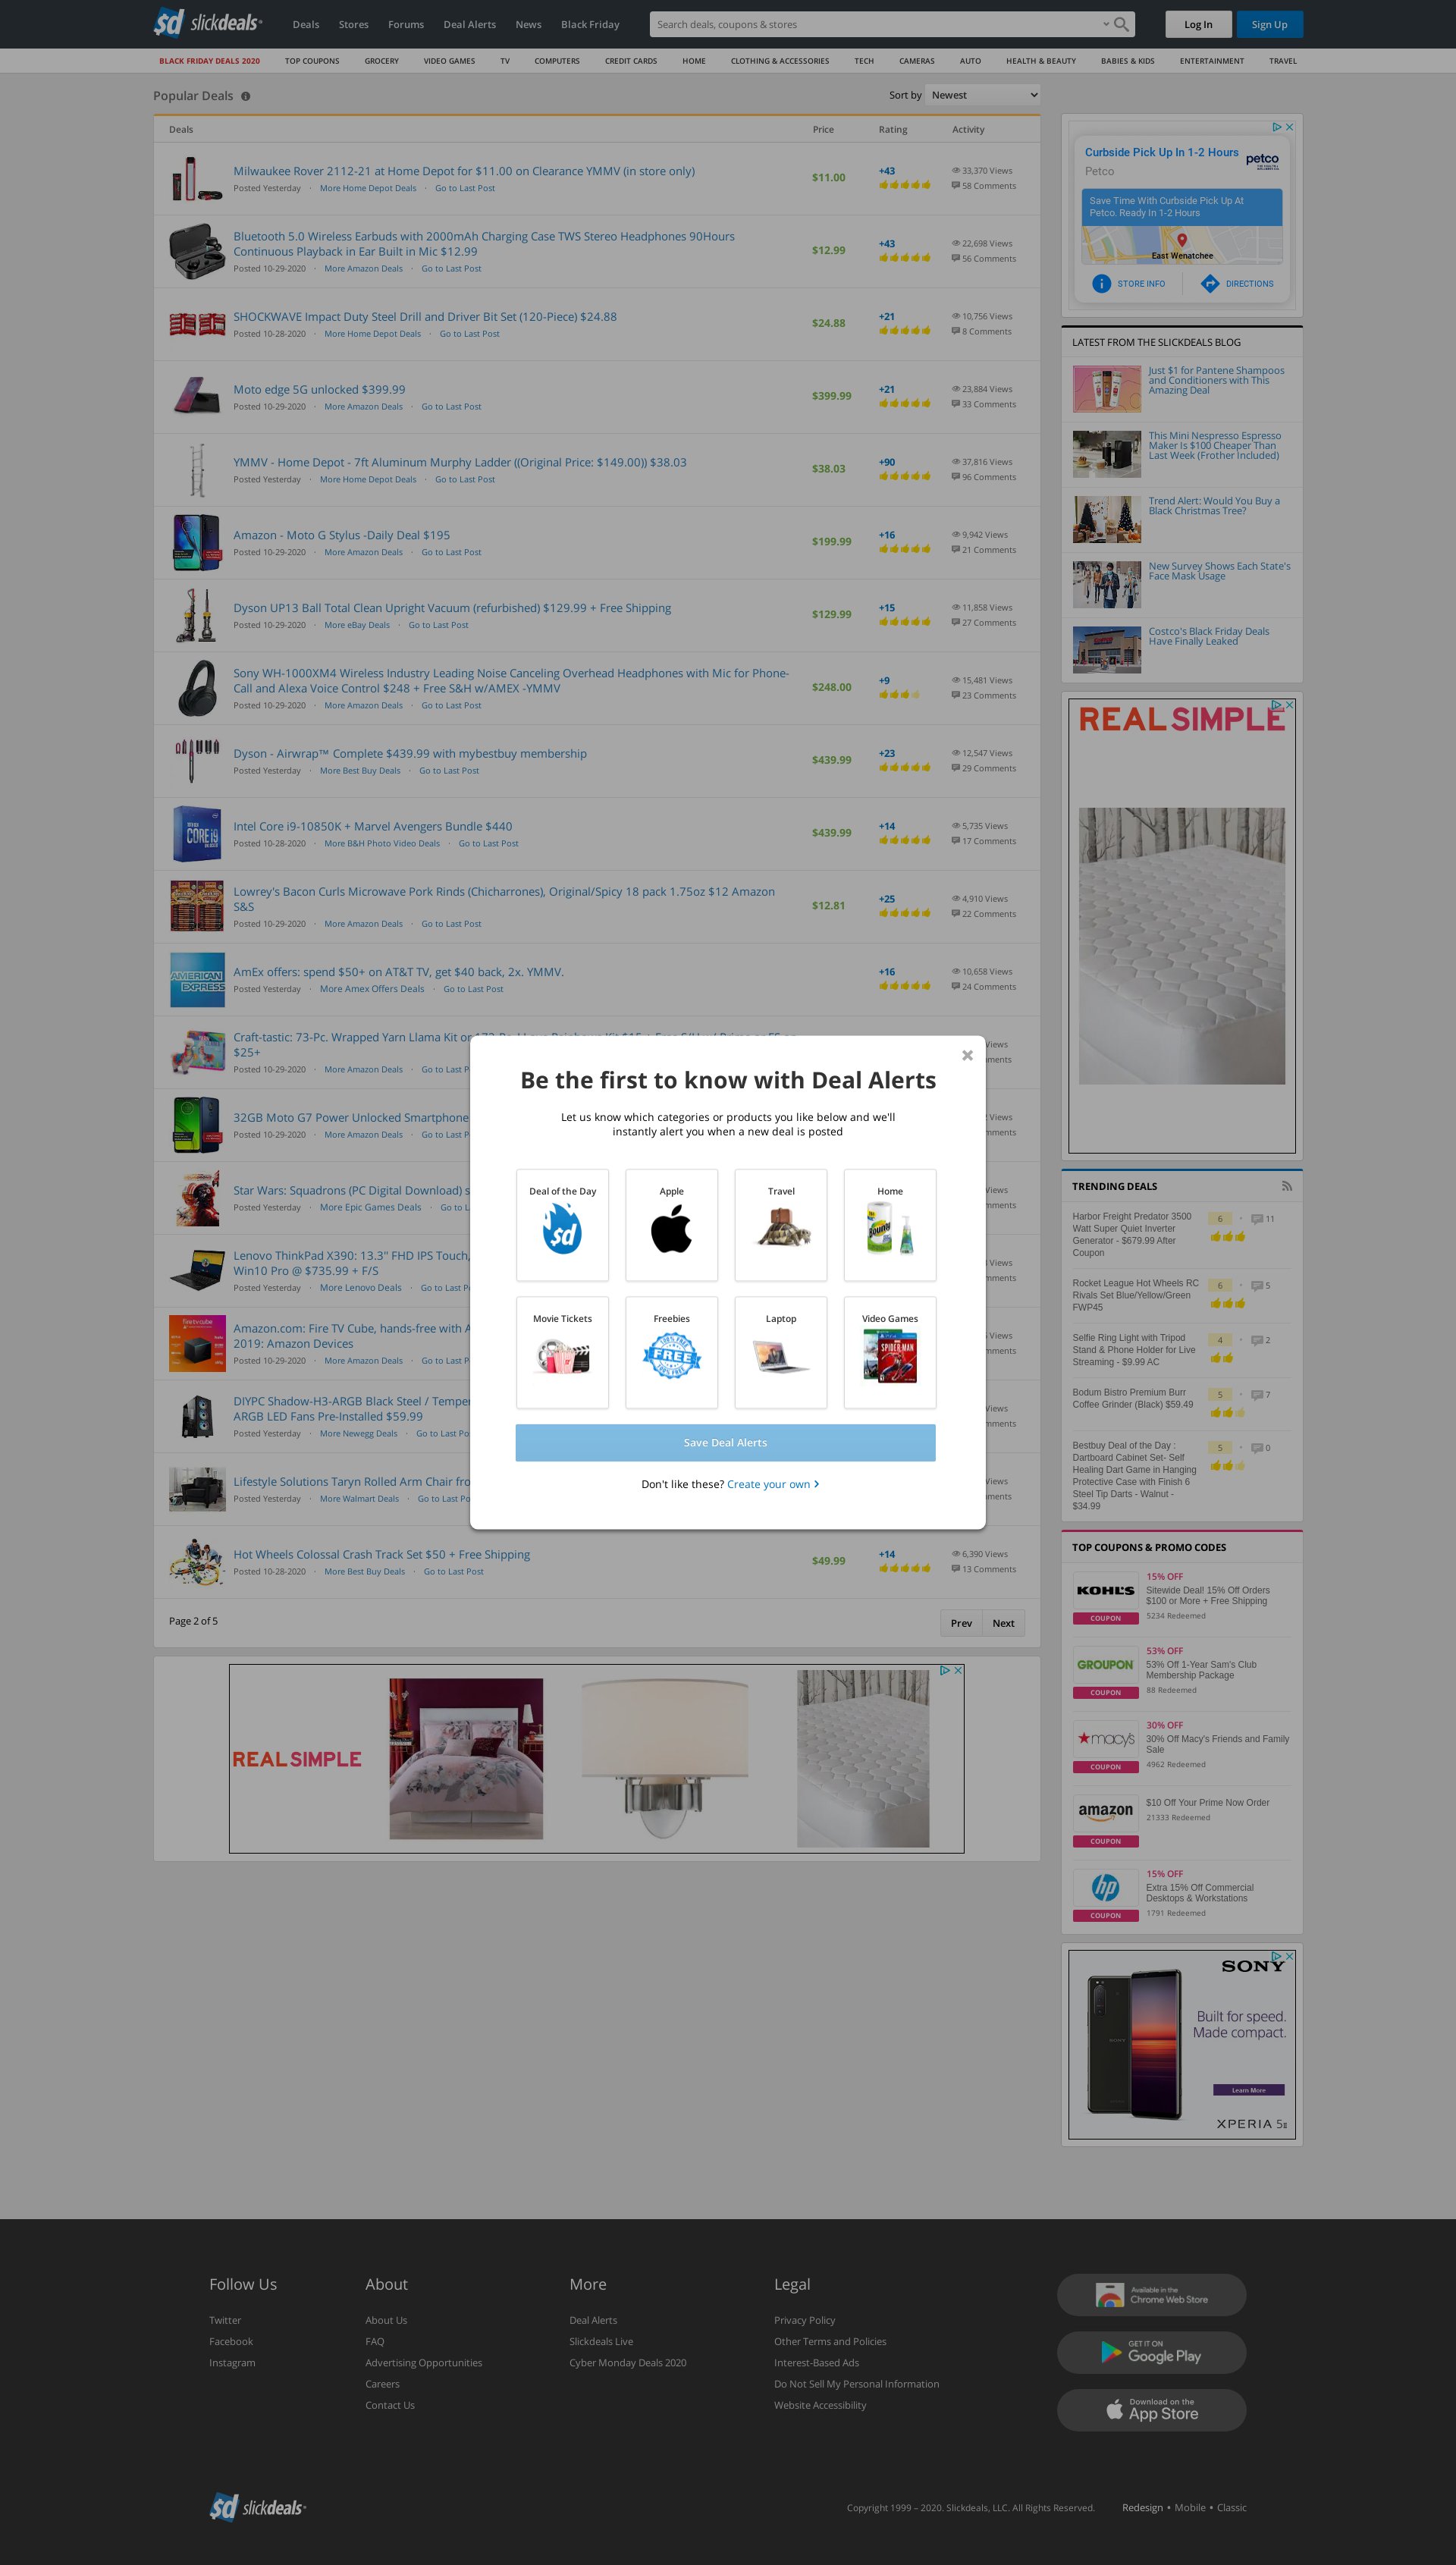 sd slickdeals
Deals Stores Forums Deal Alerts News Black Friday
Search deals, coupons & stores
Log In Sign Up
BLACK FRIDAY DEALS 2020 TOP COUPONS GROCERY VIDEO GAMES TV COMPUTERS CREDIT CARDS HOME CLOTHING & ACCESSORIES TECH CAMERAS AUTO HEALTH & BEAUTY BABIES & KIDS ENTERTAINMENT TRAVEL
Popular Deals
Sort by Newest
Deals Price Rating Activity
Milwaukee Rover 2112-21 at Home Depot for $11.00 on Clearance YMMV (in store only)
Posted Yesterday · More Home Depot Deals · Go to Last Post
$11.00 +43 33,370 Views
58 Comments
Bluetooth 5.0 Wireless Earbuds with 2000mAh Charging Case TWS Stereo Headphones 90Hours
Continuous Playback in Ear Built in Mic $12.99
Posted 10-29-2020 · More Amazon Deals · Go to Last Post
$12.99 +43 22,698 Views
56 Comments
SHOCKWAVE Impact Duty Steel Drill and Driver Bit Set (120-Piece) $24.88
Posted 10-28-2020 · More Home Depot Deals · Go to Last Post
$24.88 +21 10,756 Views
8 Comments
Moto edge 5G unlocked $399.99
Posted 10-29-2020 · More Amazon Deals · Go to Last Post
$399.99 +21 23,884 Views
33 Comments
YMMV - Home Depot - 7ft Aluminum Murphy Ladder ((Original Price: $149.00)) $38.03
Posted Yesterday · More Home Depot Deals · Go to Last Post
$38.03 +90 37,816 Views
96 Comments
Amazon - Moto G Stylus -Daily Deal $195
Posted 10-29-2020 · More Amazon Deals · Go to Last Post
$199.99 +16 9,942 Views
21 Comments
Dyson UP13 Ball Total Clean Upright Vacuum (refurbished) $129.99 + Free Shipping
Posted 10-29-2020 · More eBay Deals · Go to Last Post
$129.99 +15 11,858 Views
27 Comments
Sony WH-1000XM4 Wireless Industry Leading Noise Canceling Overhead Headphones with Mic for Phone-
Call and Alexa Voice Control $248 + Free S&H w/AMEX -YMMV
Posted 10-29-2020 · More Amazon Deals · Go to Last Post
$248.00 +9 15,481 Views
23 Comments
Dyson - Airwrap™ Complete $439.99 with mybestbuy membership
Posted Yesterday · More Best Buy Deals · Go to Last Post
$439.99 +23 12,547 Views
29 Comments
Intel Core i9-10850K + Marvel Avengers Bundle $440
Posted 10-28-2020 · More B&H Photo Video Deals · Go to Last Post
$439.99 +14 5,735 Views
17 Comments
CORE i9
Lowrey's Bacon Curls Microwave Pork Rinds (Chicharrones), Original/Spicy 18 pack 1.75oz $12 Amazon
S&S
Posted 10-29-2020 · More Amazon Deals · Go to Last Post
$12.81 +25 4,910 Views
22 Comments
AMERICAN
EXPRESS
AmEx offers: spend $50+ on AT&T TV, get $40 back, 2x. YMMV.
Posted Yesterday · More Amex Offers Deals · Go to Last Post
+16 10,658 Views
24 Comments
Craft-tastic: 73-Pc. Wrapped Yarn Llama Kit or
$25+
Posted 10-29-2020 · More Amazon Deals · Go to Last
Views
32GB Moto G7 Power Unlocked Smartphone
Posted 10-29-2020 · More Amazon Deals · Go to Last
Views
Star Wars: Squadrons (PC Digital Download)
Posted Yesterday · More Epic Games Deals · Go to
Views
Lenovo ThinkPad X390: 13.3" FHD IPS Touch,
Win10 Pro @ $735.99 + F/S
Posted Yesterday · More Lenovo Deals · Go to Last
Views
fire tv cube
Amazon.com: Fire TV Cube, hands-free with
2019: Amazon Devices
Posted 10-29-2020 · More Amazon Deals · Go to Last
Views
DIYPC Shadow-H3-ARGB Black Steel /
ARGB LED Fans Pre-Installed $59.99
Posted Yesterday · More Newegg Deals · Go to Last
Views
Lifestyle Solutions Taryn Rolled Arm Chair
Posted Yesterday · More Walmart Deals · Go to Last
Views
Hot Wheels Colossal Crash Track Set $50 + Free Shipping
Posted 10-28-2020 · More Best Buy Deals · Go to Last Post
$49.99 +14 6,390 Views
13 Comments
Page 2 of 5
Prev Next
REAL SIMPLE
Be the first to know with Deal Alerts
Let us know which categories or products you like below and we'll
instantly alert you when a new deal is posted
Deal of the Day Apple Travel Home
sd Bounty
Movie Tickets Freebies Laptop Video Games
100% FREE
FREE
100% FREE
SPIDER-MAN
Save Deal Alerts
Don't like these? Create your own
Curbside Pick Up In 1-2 Hours
Petco
petco
Save Time With Curbside Pick Up At
Petco. Ready In 1-2 Hours
East Wenatchee
STORE INFO DIRECTIONS
LATEST FROM THE SLICKDEALS BLOG
Just $1 for Pantene Shampoos
and Conditioners with This
Amazing Deal
This Mini Nespresso Espresso
Maker Is $100 Cheaper Than
Last Week (Frother Included)
Trend Alert: Would You Buy a
Black Christmas Tree?
New Survey Shows Each State's
Face Mask Usage
Costco's Black Friday Deals
Have Finally Leaked
REAL SIMPLE
TRENDING DEALS
Harbor Freight Predator 3500
Watt Super Quiet Inverter
Generator - $679.99 After
Coupon
6 • 11
Rocket League Hot Wheels RC
Rivals Set Blue/Yellow/Green
FWP45
6 • 5
Selfie Ring Light with Tripod
Stand & Phone Holder for Live
Streaming - $9.99 AC
4 • 2
Bodum Bistro Premium Burr
Coffee Grinder (Black) $59.49
5 • 7
Bestbuy Deal of the Day :
Dartboard Cabinet Set- Self
Healing Dart Game in Hanging
Protective Case with Finish 6
Steel Tip Darts - Walnut -
$34.99
5 • 0
TOP COUPONS & PROMO CODES
KOHL'S
COUPON
15% OFF
Sitewide Deal! 15% Off Orders
$100 or More + Free Shipping
5234 Redeemed
GROUPON
COUPON
53% OFF
53% Off 1-Year Sam's Club
Membership Package
88 Redeemed
macy's
COUPON
30% OFF
30% Off Macy's Friends and Family
Sale
4962 Redeemed
amazon
COUPON
$10 Off Your Prime Now Order
21333 Redeemed
hp
COUPON
15% OFF
Extra 15% Off Commercial
Desktops & Workstations
1791 Redeemed
SONY
Built for speed.
Made compact.
SONY
Learn More
XPERIA 5 II
Follow Us About More Legal
Twitter About Us Deal Alerts Privacy Policy
Facebook FAQ Slickdeals Live Other Terms and Policies
Instagram Advertising Opportunities Cyber Monday Deals 2020 Interest-Based Ads
Careers Do Not Sell My Personal Information
Contact Us Website Accessibility
Available in the
Chrome Web Store
GET IT ON
Google Play
Download on the
App Store
sd slickdeals
Copyright 1999 – 2020. Slickdeals, LLC. All Rights Reserved. Redesign • Mobile • Classic